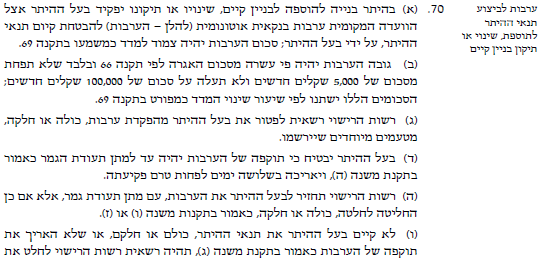 ערבות לביצוע
תנאי ההיתר
לתוספת, שינוי או
תיקון בניין קיים
70. (א) בהיתר בנייה להוספה לבניין קיים, שינויו או תיקונו יפקיד בעל ההיתר אצל
הוועדה המקומית ערבות בנקאית אוטונומית (להלן – הערבות) להבטחת קיום תנאי
ההיתר, על ידי בעל ההיתר; סכום הערבות יהיה צמוד למדד כמשמעו בתקנה 69.
(ב) גובה הערבות יהיה פי עשרה מסכום האגרה לפי תקנה 66 ובלבד שלא תפחת
מסכום של 5,000 שקלים חדשים ולא תעלה על סכום של 100,000 שקלים חדשים;
הסכומים הללו ישתנו לפי שיעור שינוי המדד כמפורט בתקנה 69.
(ג) רשות הרישוי רשאית לפטור את בעל ההיתר מהפקדת ערבות, כולה או חלקה,
מטעמים מיוחדים שיירשמו.
(ד) בעל ההיתר יבטיח כי תוקפה של הערבות יהיה עד למתן תעודת הגמר כאמור
בתקנת משנה (ה), ויאריכה בשלושה ימים לפחות טרם פקיעתה.
(ה) רשות הרישוי תחזיר לבעל ההיתר את הערבות, עם מתן תעודת גמר, אלא אם כן
החליטה לחלטה, כולה או חלקה, כאמור בתקנות משנה (ו) או (ז).
(ו) לא קיים בעל ההיתר את תנאי ההיתר, כולם או חלקם, או שלא האריך את
תוקפה של הערבות כאמור בתקנת משנה (ג), תהיה רשאית רשות הרישוי לחלט את